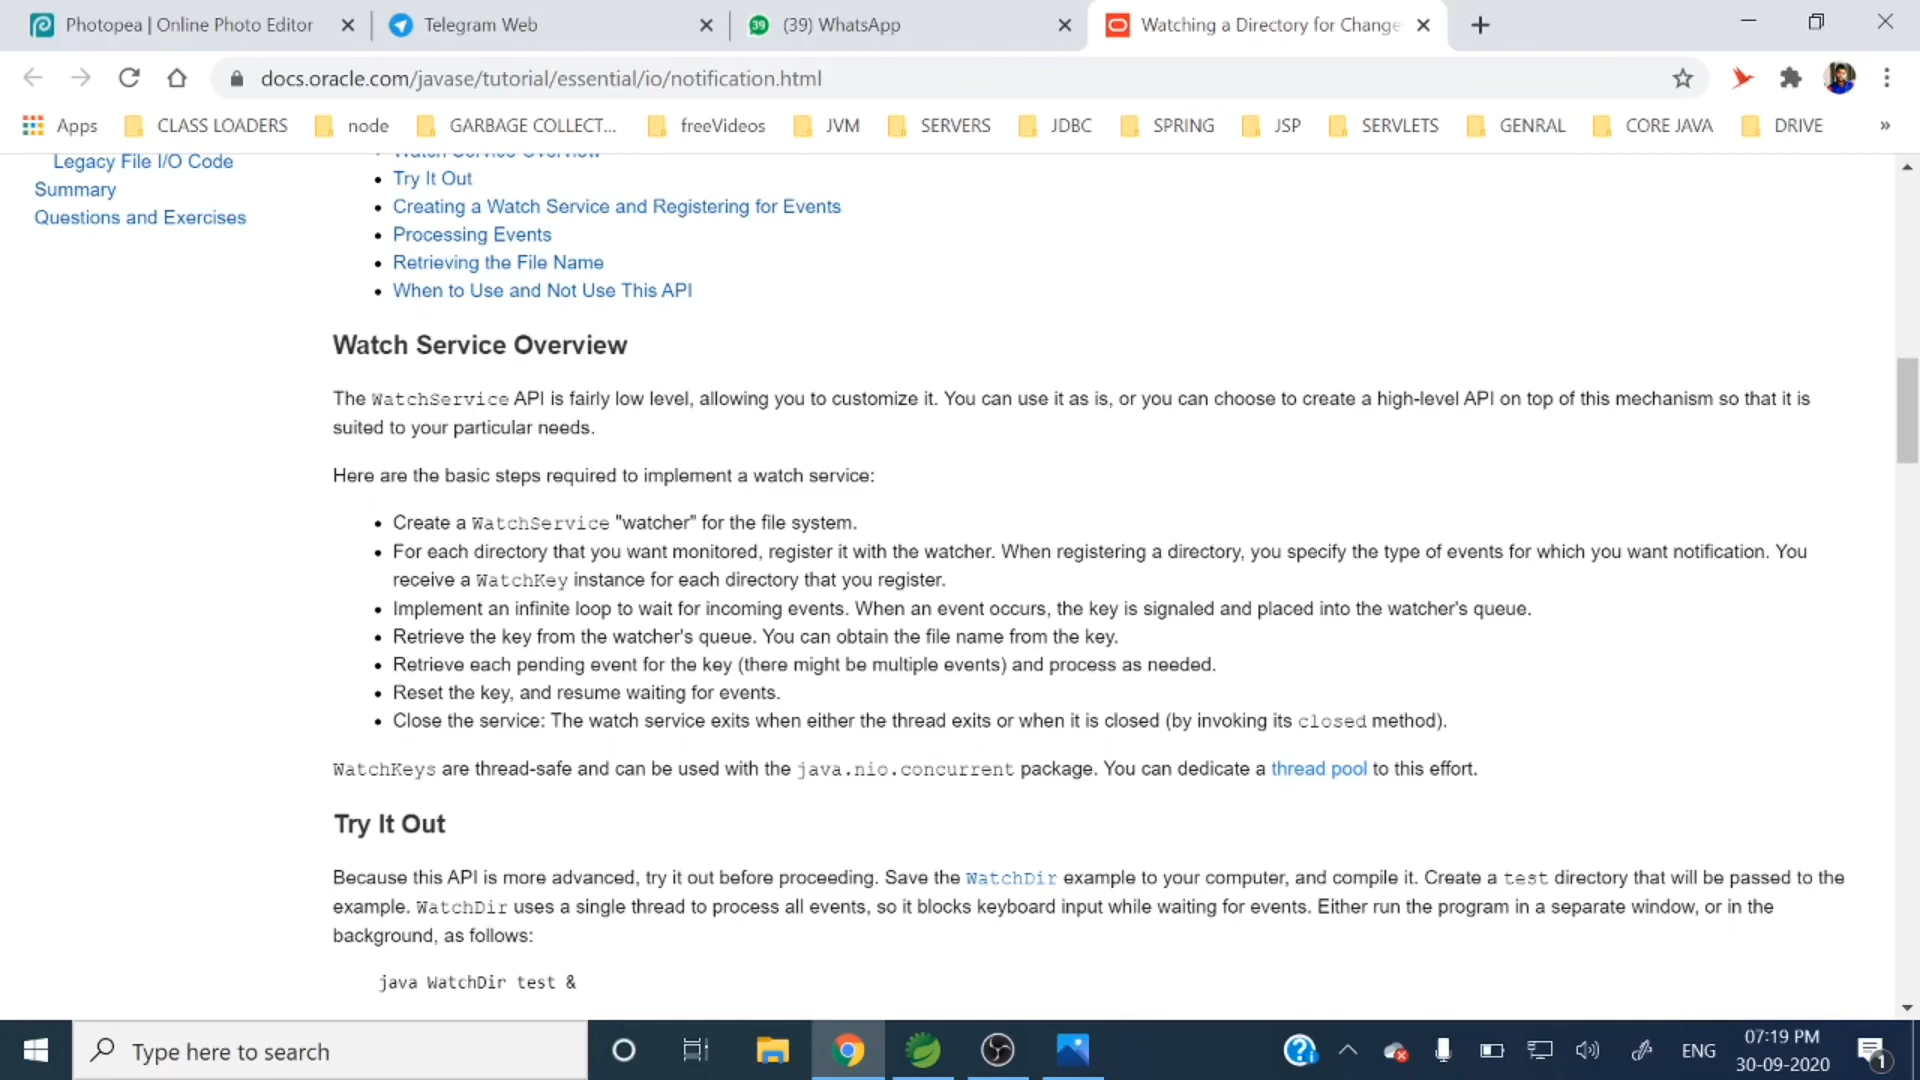 Photopea | Online Photo Editor
Telegram Web
39
(39) WhatsApp
Watching a Directory for Change
docs.oracle.com/javase/tutorial/essential/io/notification.html
Apps
CLASS LOADERS
node
GARBAGE COLLECT...
freeVideos
JVM
SERVERS
JDBC
SPRING
JSP
SERVLETS
GENRAL
CORE JAVA
DRIVE
»
Legacy File I/O Code
Summary
Questions and Exercises
Watch Service Overview
Try It Out
Creating a Watch Service and Registering for Events
Processing Events
Retrieving the File Name
When to Use and Not Use This API
Watch Service Overview
The WatchService API is fairly low level, allowing you to customize it. You can use it as is, or you can choose to create a high-level API on top of this mechanism so that it is
suited to your particular needs.
Here are the basic steps required to implement a watch service:
Create a WatchService "watcher" for the file system.
For each directory that you want monitored, register it with the watcher. When registering a directory, you specify the type of events for which you want notification. You
receive a WatchKey instance for each directory that you register.
Implement an infinite loop to wait for incoming events. When an event occurs, the key is signaled and placed into the watcher's queue.
Retrieve the key from the watcher's queue. You can obtain the file name from the key.
Retrieve each pending event for the key (there might be multiple events) and process as needed.
Reset the key, and resume waiting for events.
Close the service: The watch service exits when either the thread exits or when it is closed (by invoking its closed method).
WatchKeys are thread-safe and can be used with the java.nio.concurrent package. You can dedicate a thread pool to this effort.
Try It Out
Because this API is more advanced, try it out before proceeding. Save the WatchDir example to your computer, and compile it. Create a test directory that will be passed to the
example. WatchDir uses a single thread to process all events, so it blocks keyboard input while waiting for events. Either run the program in a separate window, or in the
background, as follows:
java WatchDir test &
Type here to search
ENG
07:19 PM
30-09-2020
1